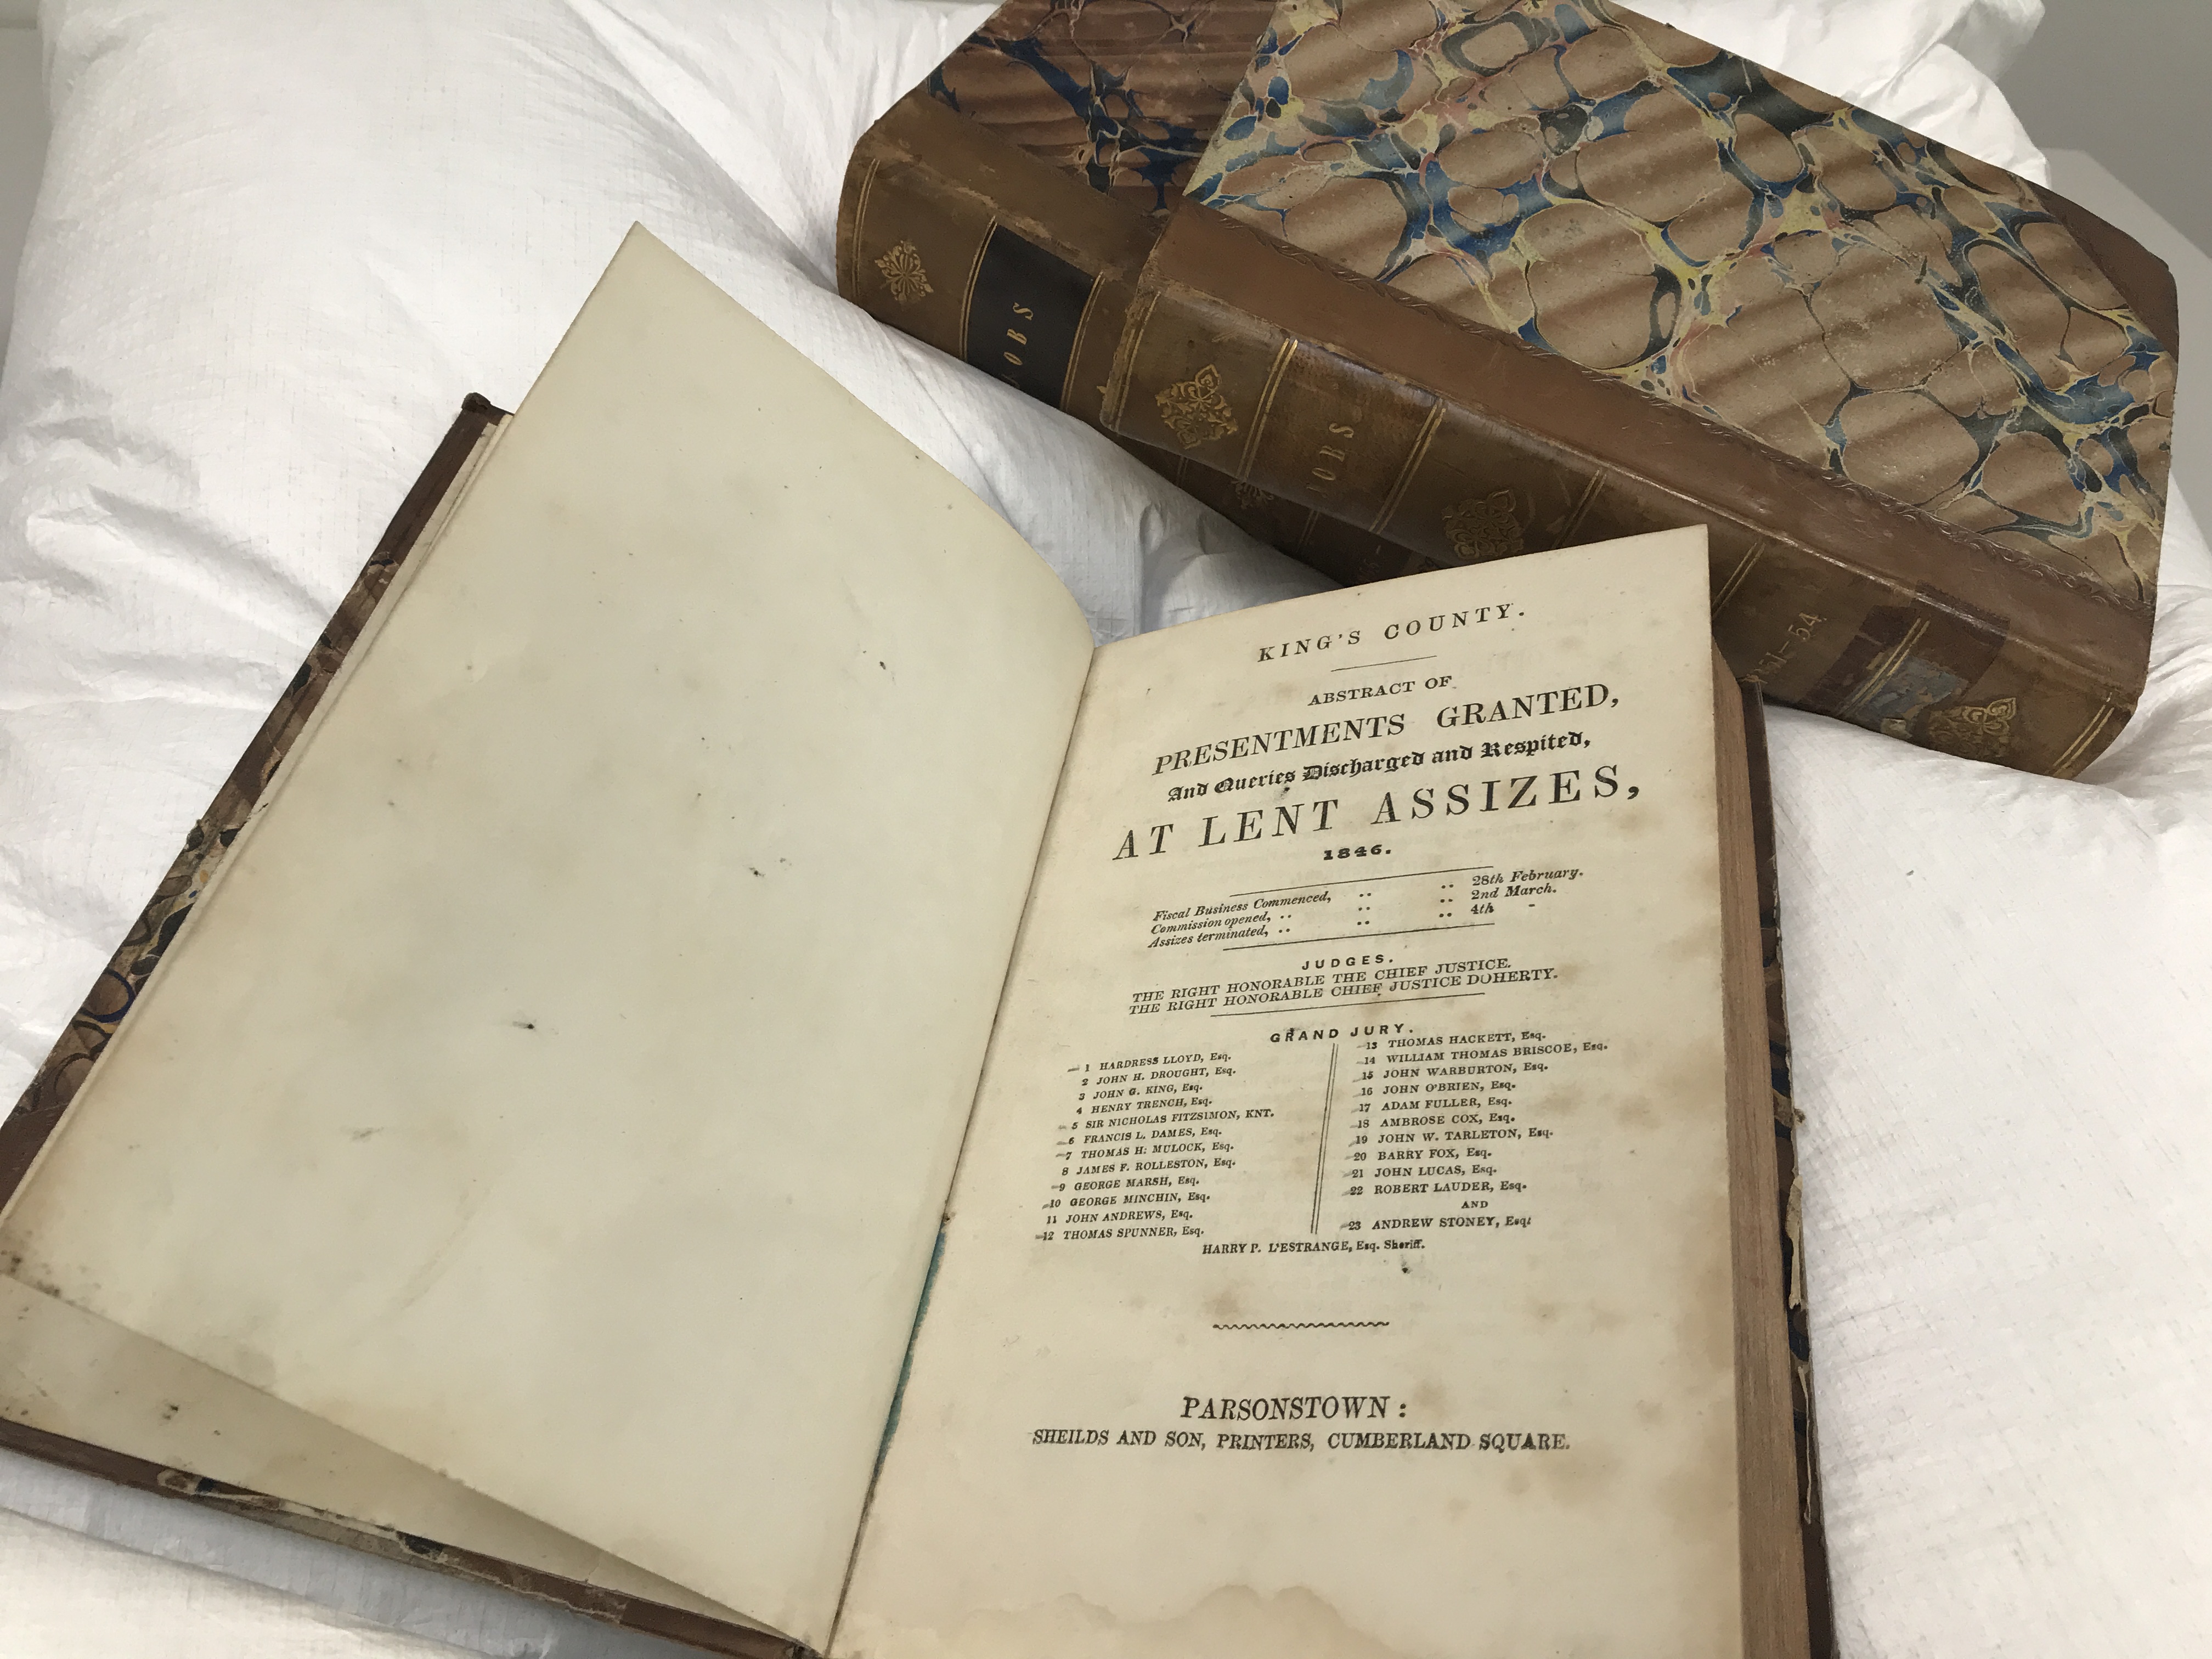 KING'S COUNTY.
ABSTRACT OF
PRESENTMENTS GRANTED,
And Queries Discharged and Respited,
AT LENT ASSIZES,
1846.
Fiscal Business Commenced, .. .. 28th February.
Commission opened, .. .. .. 2nd March.
Assizes terminated, .. .. .. 4th -
JUDGES.
THE RIGHT HONORABLE THE CHIEF JUSTICE.
THE RIGHT HONORABLE CHIEF JUSTICE DOHERTY.
GRAND JURY.
1 HARDRESS LLOYD, Esq.
2 JOHN H. DROUGHT, Esq.
3 JOHN G. KING, Esq.
4 HENRY TRENCH, Esq.
5 SIR NICHOLAS FITZSIMON, KNT.
6 FRANCIS L. DAMES, Esq.
7 THOMAS H. MULOCK, Esq.
8 JAMES F. ROLLESTON, Esq.
9 GEORGE MARSH, Esq.
10 GEORGE MINCHIN, Esq.
11 JOHN ANDREWS, Esq.
12 THOMAS SPUNNER, Esq.
13 THOMAS HACKETT, Esq.
14 WILLIAM THOMAS BRISCOE, Esq.
15 JOHN WARBURTON, Esq.
16 JOHN O'BRIEN, Esq.
17 ADAM FULLER, Esq.
18 AMBROSE COX, Esq.
19 JOHN W. TARLETON, Esq.
20 BARRY FOX, Esq.
21 JOHN LUCAS, Esq.
22 ROBERT LAUDER, Esq.
AND
23 ANDREW STONEY, Esq.
HARRY P. L'ESTRANGE, Esq. Sheriff.
PARSONSTOWN:
SHEILDS AND SON, PRINTERS, CUMBERLAND SQUARE.
JOBS
JOBS
51-54